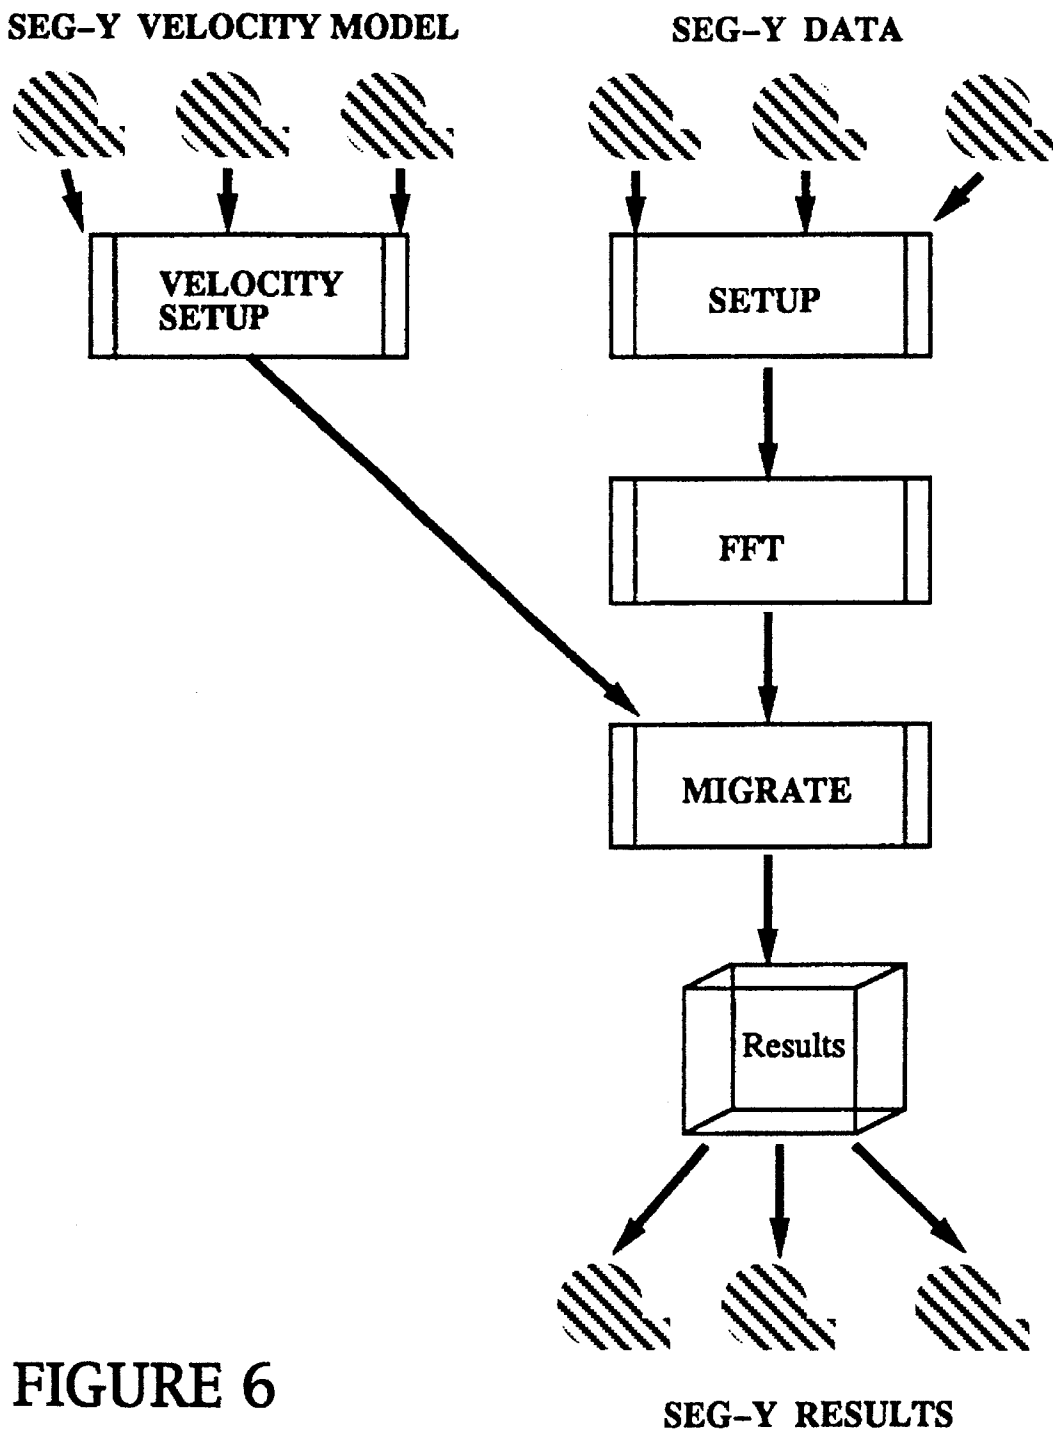 SEG–Y VELOCITY MODEL
SEG–Y DATA
VELOCITY
SETUP
SETUP
FFT
MIGRATE
Results
FIGURE 6
SEG–Y RESULTS